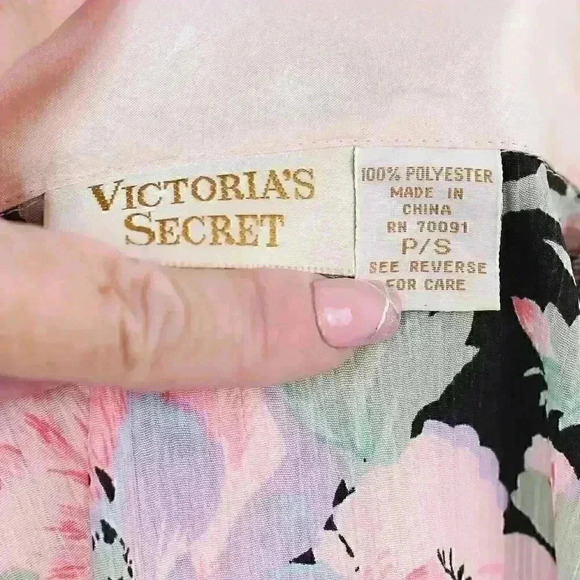 VICTORIA'S
SECRET
100% POLYESTER
MADE IN
CHINA
RN 70091
P/S
SEE REVERSE
FOR CARE